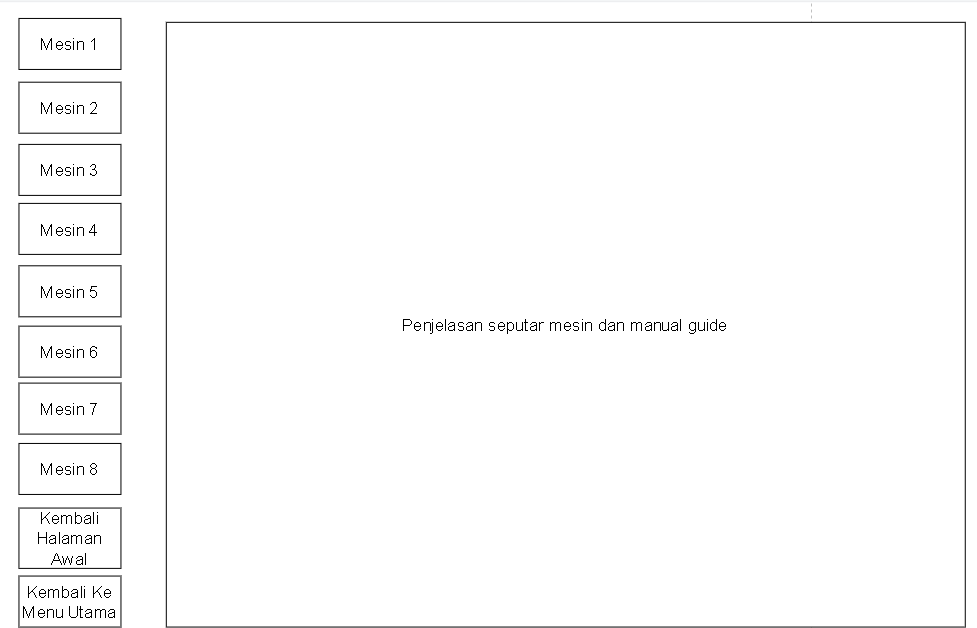 Mesin 1
Mesin 2
Mesin 3
Mesin 4
Mesin 5
Mesin 6
Mesin 7
Mesin 8
Kembali
Halaman
Awal
Kembali Ke
Menu Utama
Penjelasan seputar mesin dan manual guide